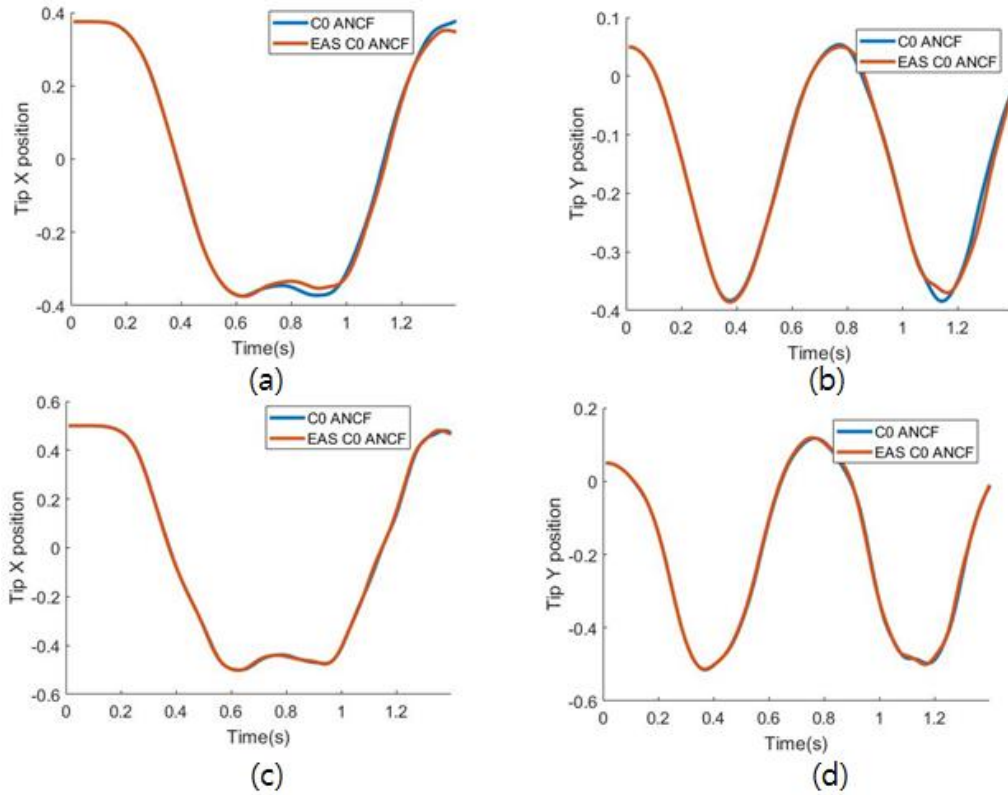 C0 ANCF
EAS C0 ANCF
0.4
0.2
0
-0.2
-0.4
Tip X position
0 0.2 0.4 0.6 0.8 1 1.2
Time(s)
(a)
C0 ANCF
EAS C0 ANCF
0.1
0
-0.1
-0.2
-0.3
-0.4
Tip Y position
0 0.2 0.4 0.6 0.8 1 1.2
Time(s)
(b)
C0 ANCF
EAS C0 ANCF
0.6
0.4
0.2
0
-0.2
-0.4
-0.6
Tip X position
0 0.2 0.4 0.6 0.8 1 1.2
Time(s)
(c)
C0 ANCF
EAS C0 ANCF
0.2
0
-0.2
-0.4
-0.6
Tip Y position
0 0.2 0.4 0.6 0.8 1 1.2
Time(s)
(d)